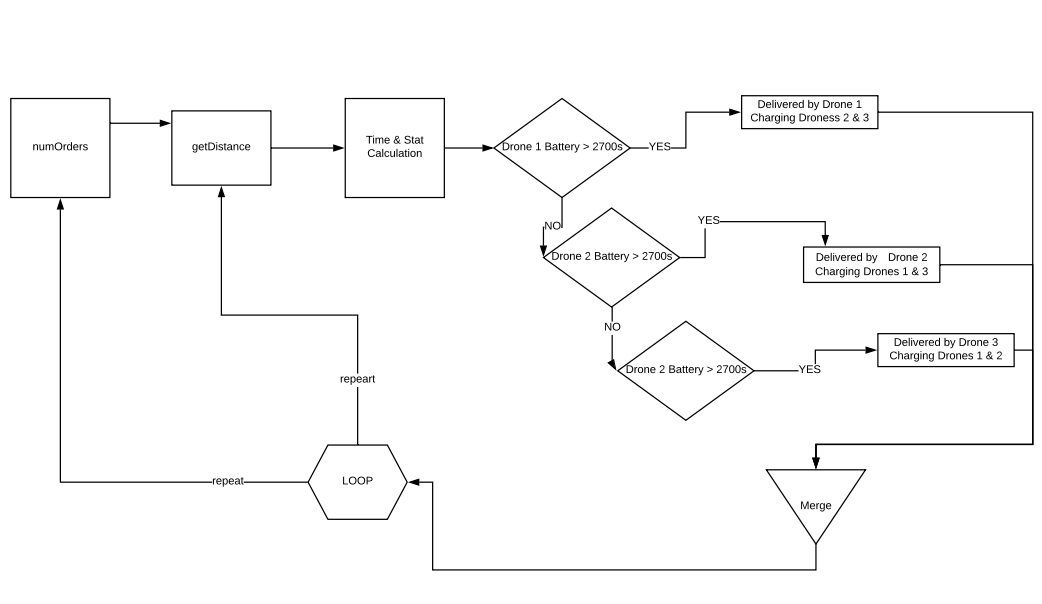 numOrders
getDistance
Time & Stat
Calculation
Drone 1 Battery > 2700s
YES
Delivered by Drone 1
Charging Droness 2 & 3
NO
Drone 2 Battery > 2700s
YES
Delivered by Drone 2
Charging Drones 1 & 3
NO
Drone 2 Battery > 2700s
YES
Delivered by Drone 3
Charging Drones 1 & 2
repeart
repeat
LOOP
Merge